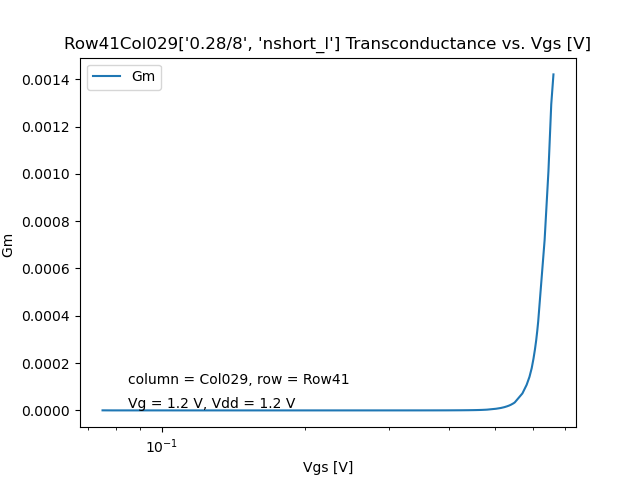 Row41Col029['0.28/8', 'nshort_l'] Transconductance vs. Vgs [V]
Gm
0.0014
0.0012
0.0010
0.0008
0.0006
0.0004
0.0002
0.0000
Gm
column = Col029, row = Row41
Vg = 1.2 V, Vdd = 1.2 V
10⁻¹
Vgs [V]